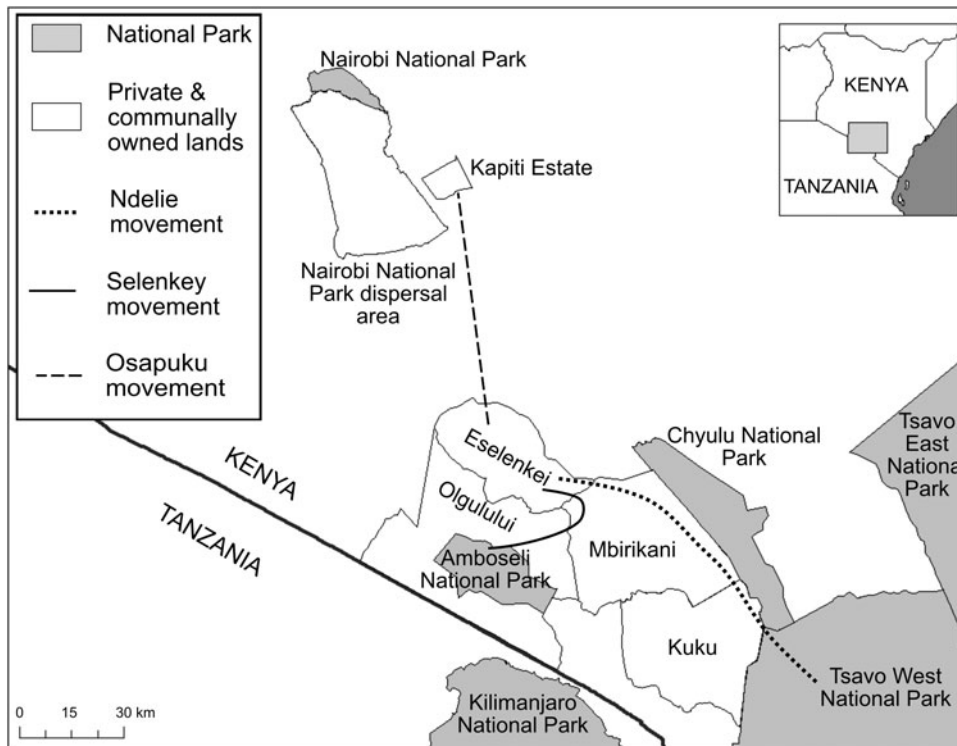 National Park
Private &
communally
owned lands
Ndelie
movement
Selenkey
movement
Osapuku
movement
Nairobi National Park
Kapiti Estate
Nairobi National
Park dispersal
area
KENYA
TANZANIA
KENYA
TANZANIA
Eselenkei
Olgulului
Amboseli
National Park
Mbirikani
Chyulu National
Park
Tsavo
East
National
Park
Kuku
Tsavo West
National Park
Kilimanjaro
National Park
0 15 30 km